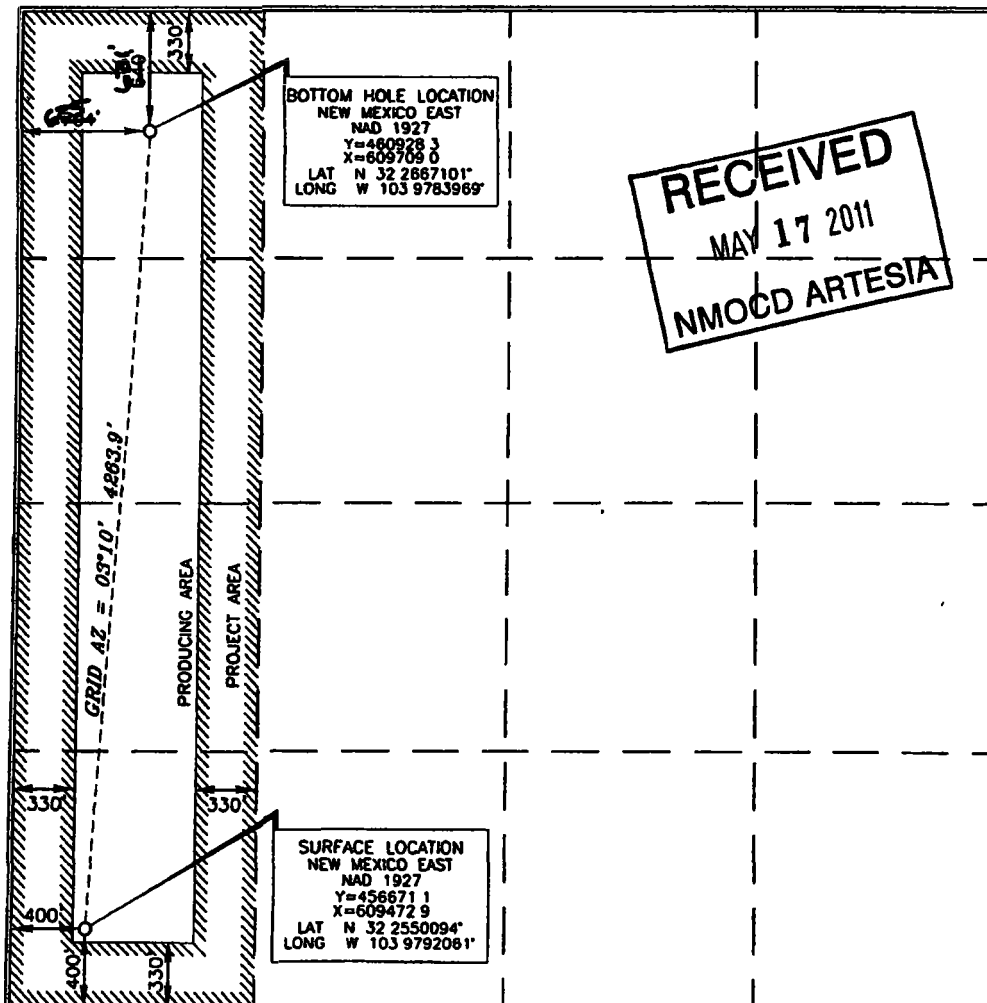 330'
640
BOTTOM HOLE LOCATION
NEW MEXICO EAST
NAD 1927
Y=460928 3
X=609709 0
LAT N 32 2667101°
LONG W 103 9783969°
RECEIVED
MAY 17 2011
NMOCD ARTESIA
GRID AZ = 03°10' 4263.9'
PRODUCING AREA
PROJECT AREA
330'
330'
SURFACE LOCATION
NEW MEXICO EAST
NAD 1927
Y=456671 1
X=609472 9
LAT N 32 2550094°
LONG W 103 9792061°
400
400'
330'